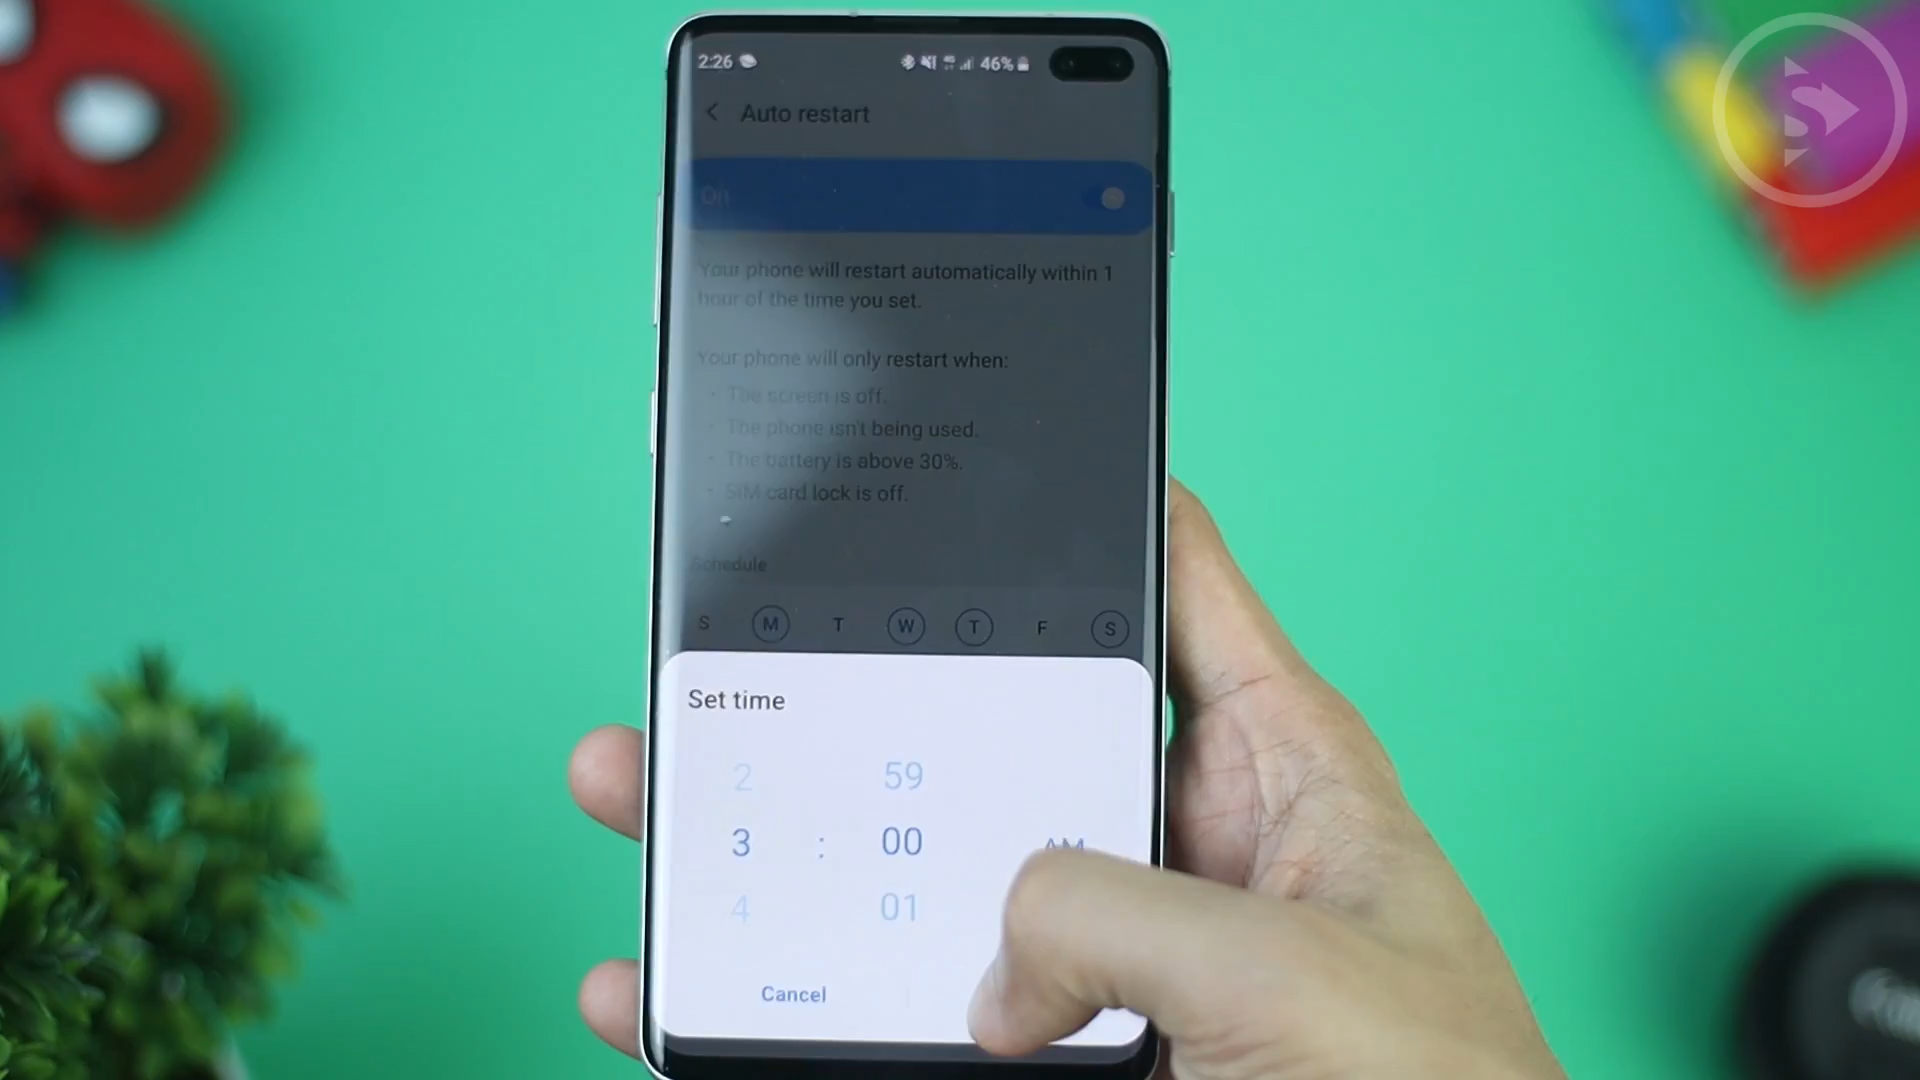 2:26 46%
Auto restart
On
Your phone will restart automatically within 1
hour of the time you set.
Your phone will only restart when:
· The screen is off.
· The phone isn't being used.
· The battery is above 30%.
· SIM card lock is off.
Schedule
S M T W T F S
Set time
2 59
3 : 00 AM
4 01
Cancel